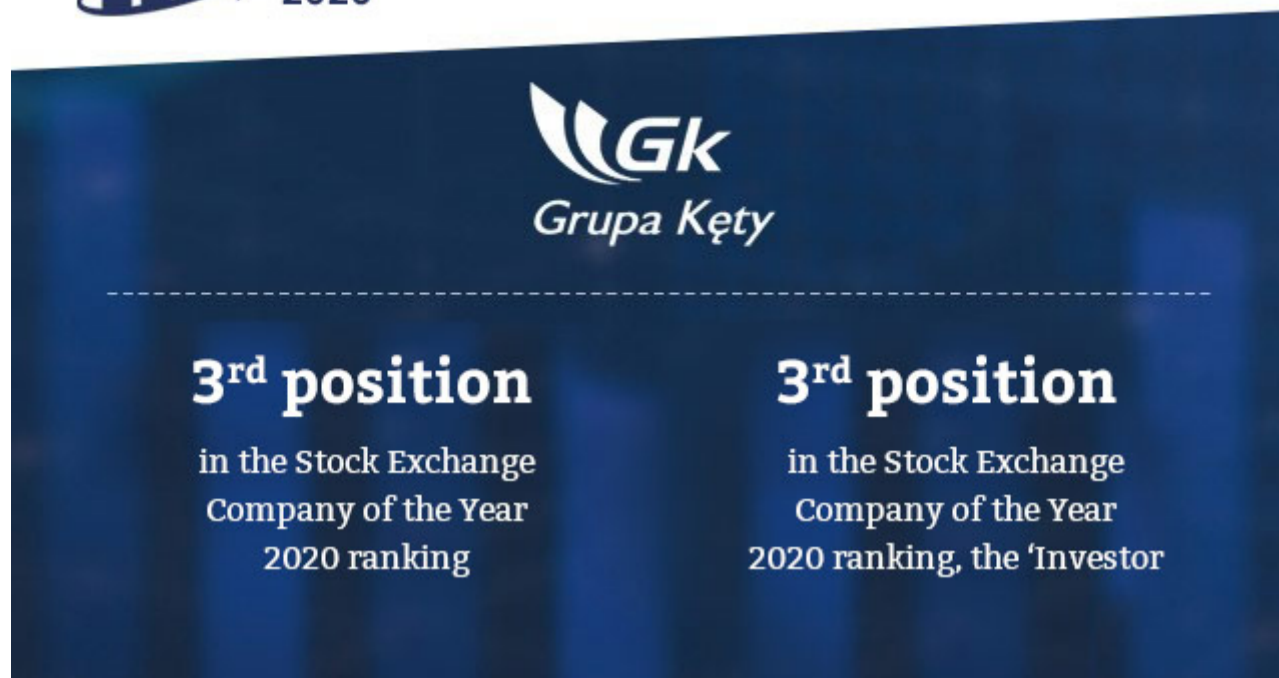 2020
Gk
Grupa Kęty
3rd position
in the Stock Exchange
Company of the Year
2020 ranking
3rd position
in the Stock Exchange
Company of the Year
2020 ranking, the ‘Investor